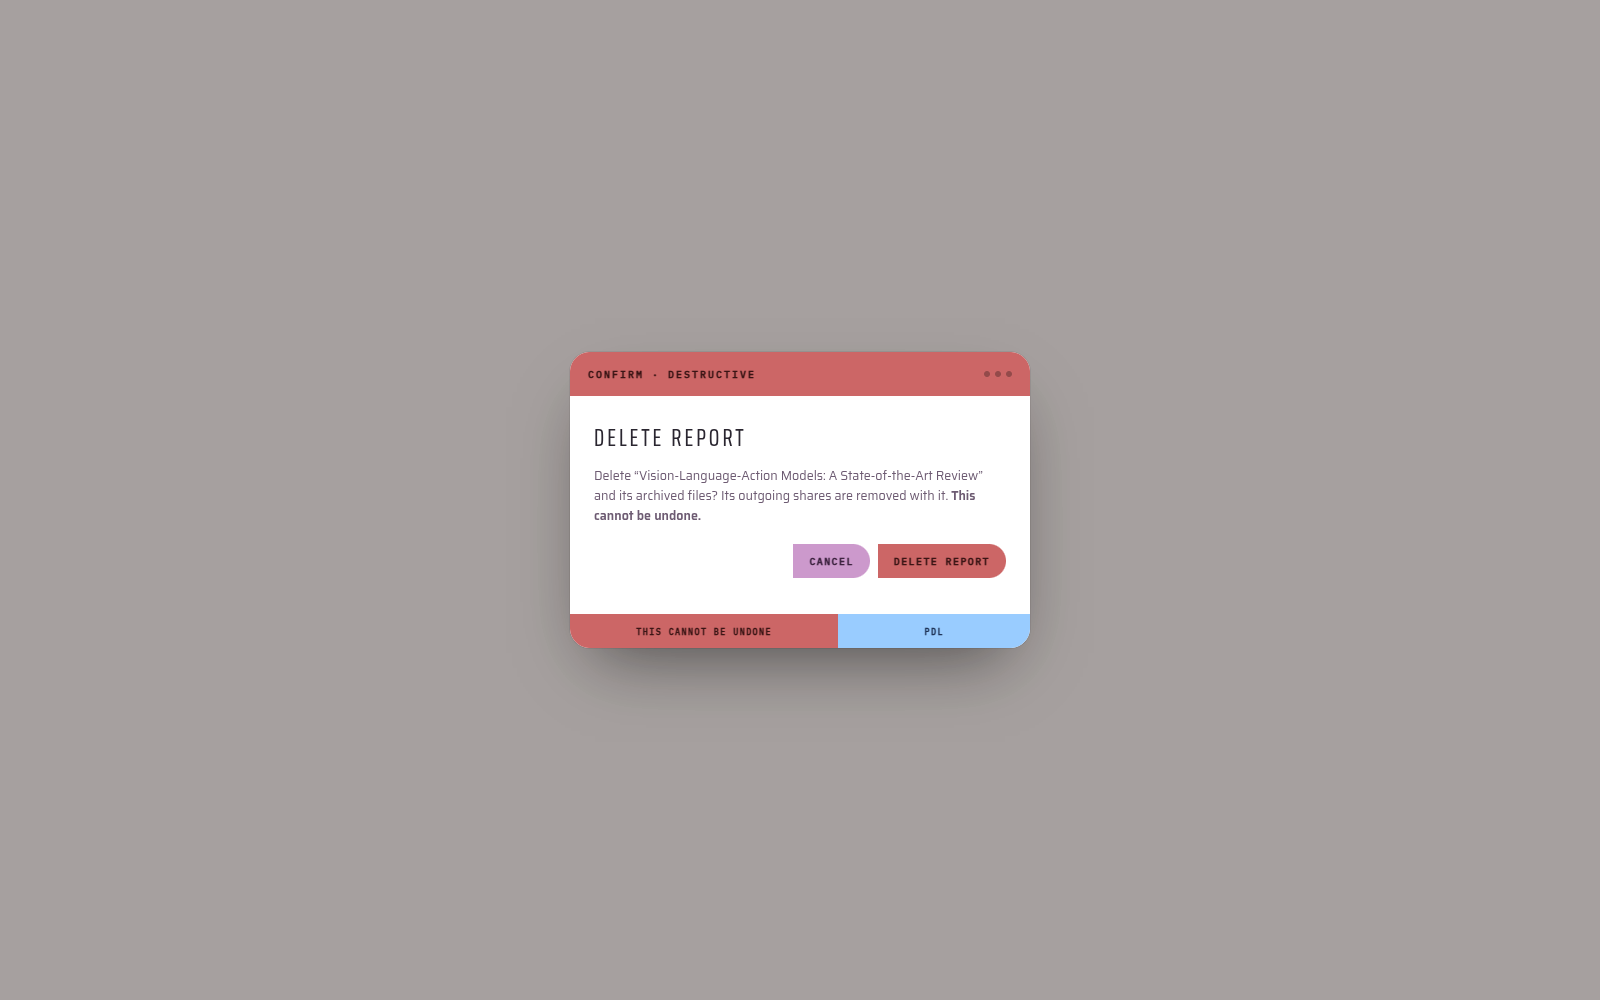 CONFIRM · DESTRUCTIVE
DELETE REPORT
Delete “Vision-Language-Action Models: A State-of-the-Art Review”
and its archived files? Its outgoing shares are removed with it. This
cannot be undone.
CANCEL
DELETE REPORT
THIS CANNOT BE UNDONE
PDL